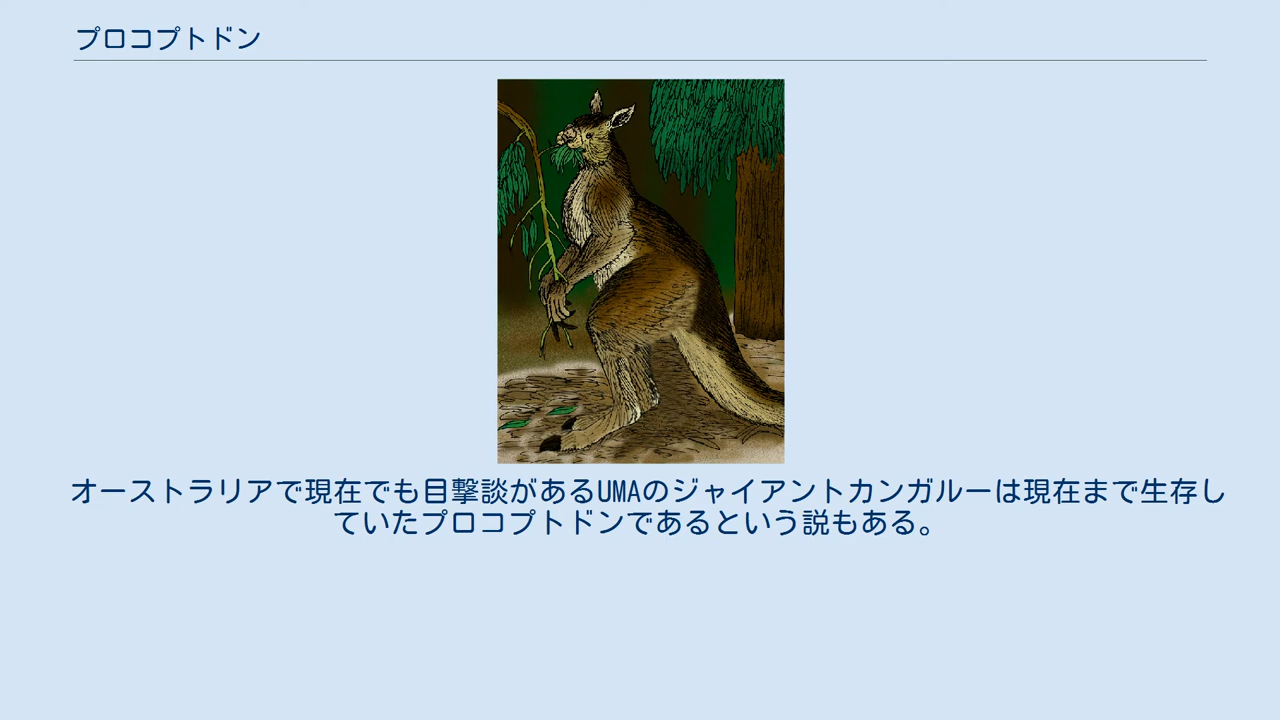 プロコプトドン
オーストラリアで現在でも目撃談があるUMAのジャイアントカンガルーは現在まで生存し
ていたプロコプトドンであるという説もある。